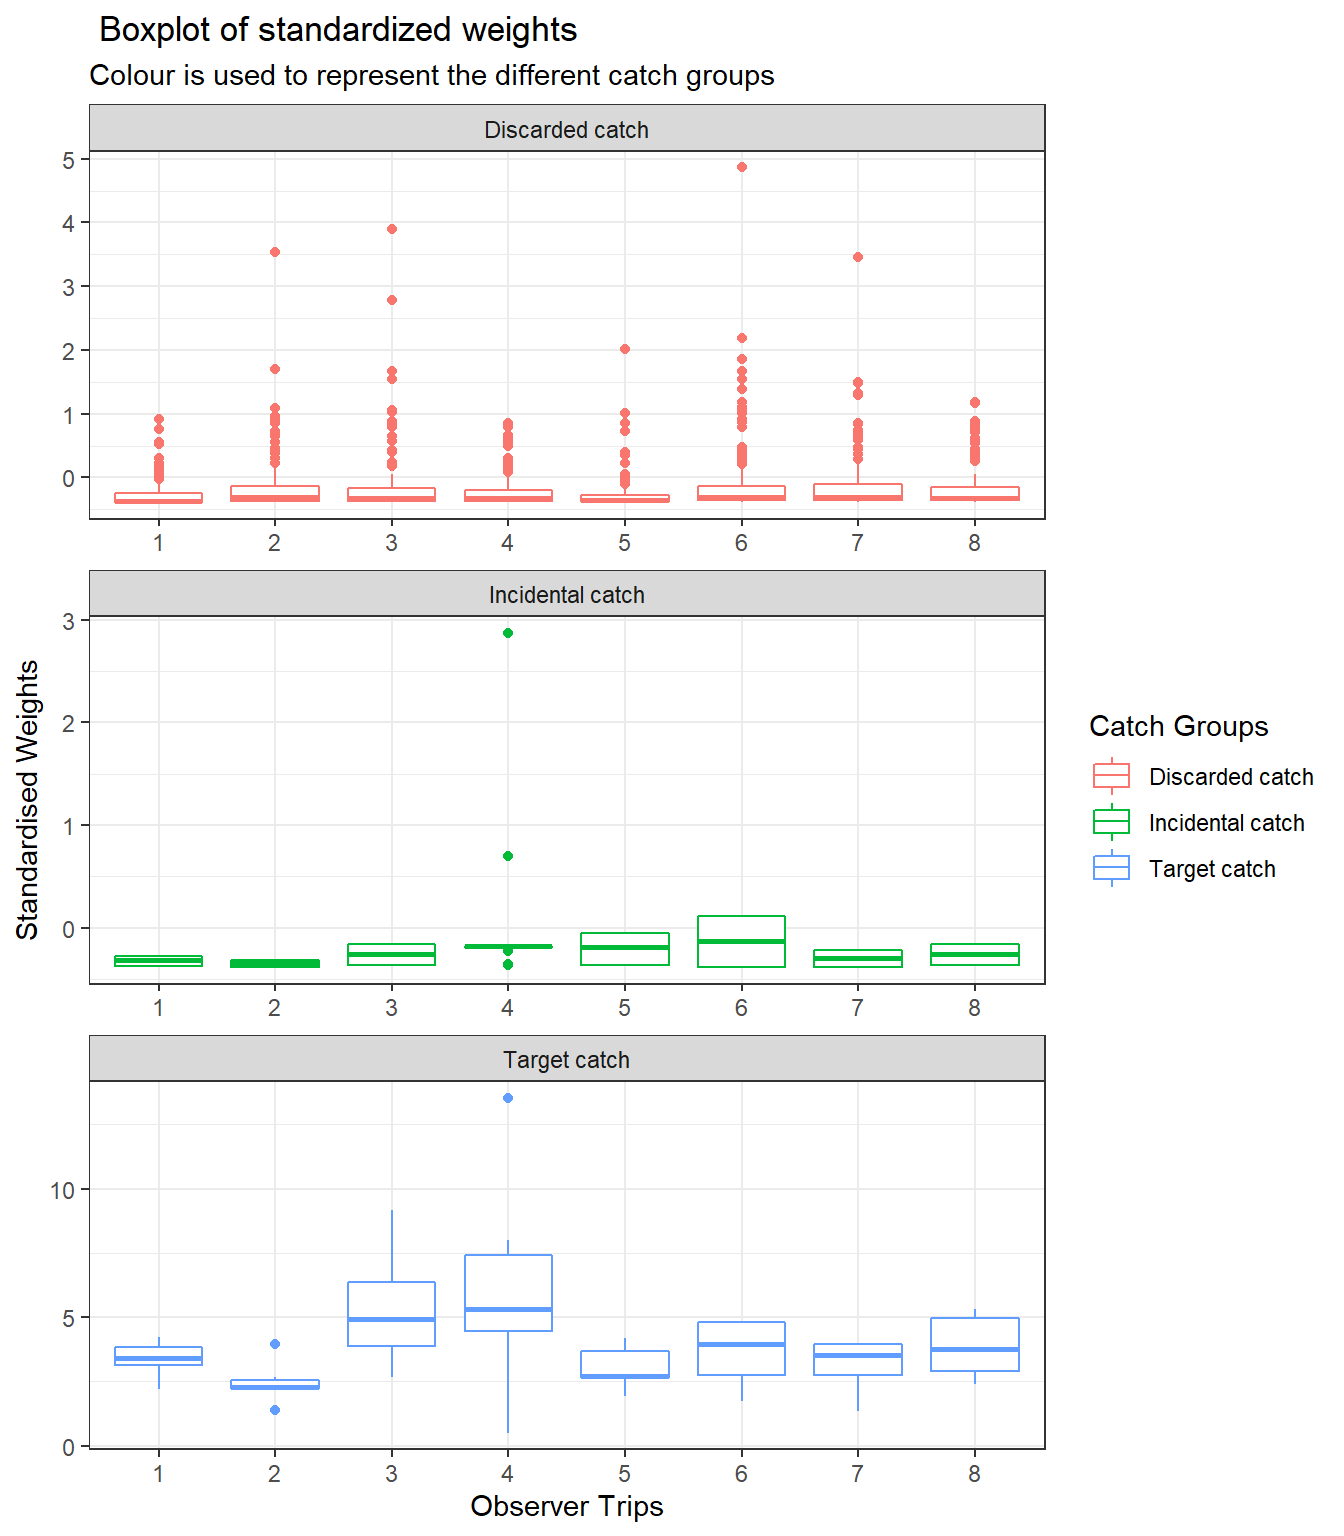 Boxplot of standardized weights
Colour is used to represent the different catch groups
Discarded catch
5
4
3
2
1
0
1 2 3 4 5 6 7 8
Incidental catch
3
2
1
0
1 2 3 4 5 6 7 8
Target catch
10
5
0
1 2 3 4 5 6 7 8
Observer Trips
Standardised Weights
Catch Groups
Discarded catch
Incidental catch
Target catch